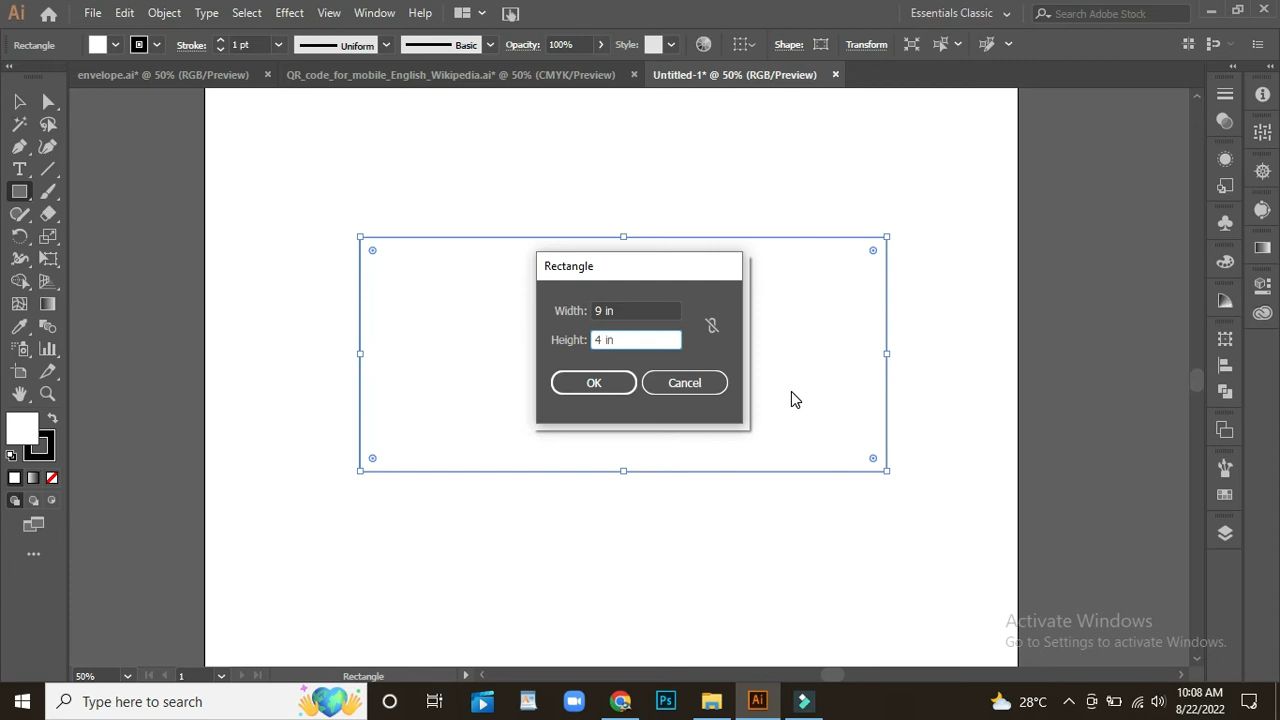 Ai File Edit Object Type Select Effect View Window Help Essentials Classic Search Adobe Stock
Rectangle Stroke: 1 pt Uniform Basic Opacity: 100% Style: Shape: Transform
envelope.ai* @ 50% (RGB/Preview) QR_code_for_mobile_English_Wikipedia.ai* @ 50% (CMYK/Preview) Untitled-1* @ 50% (RGB/Preview)
Rectangle
Width: 9 in
Height: 4 in
OK Cancel
Activate Windows
Go to Settings to activate Windows.
50% 1 Rectangle
Type here to search Ps Ai 28°C 10:08 AM
8/22/2022